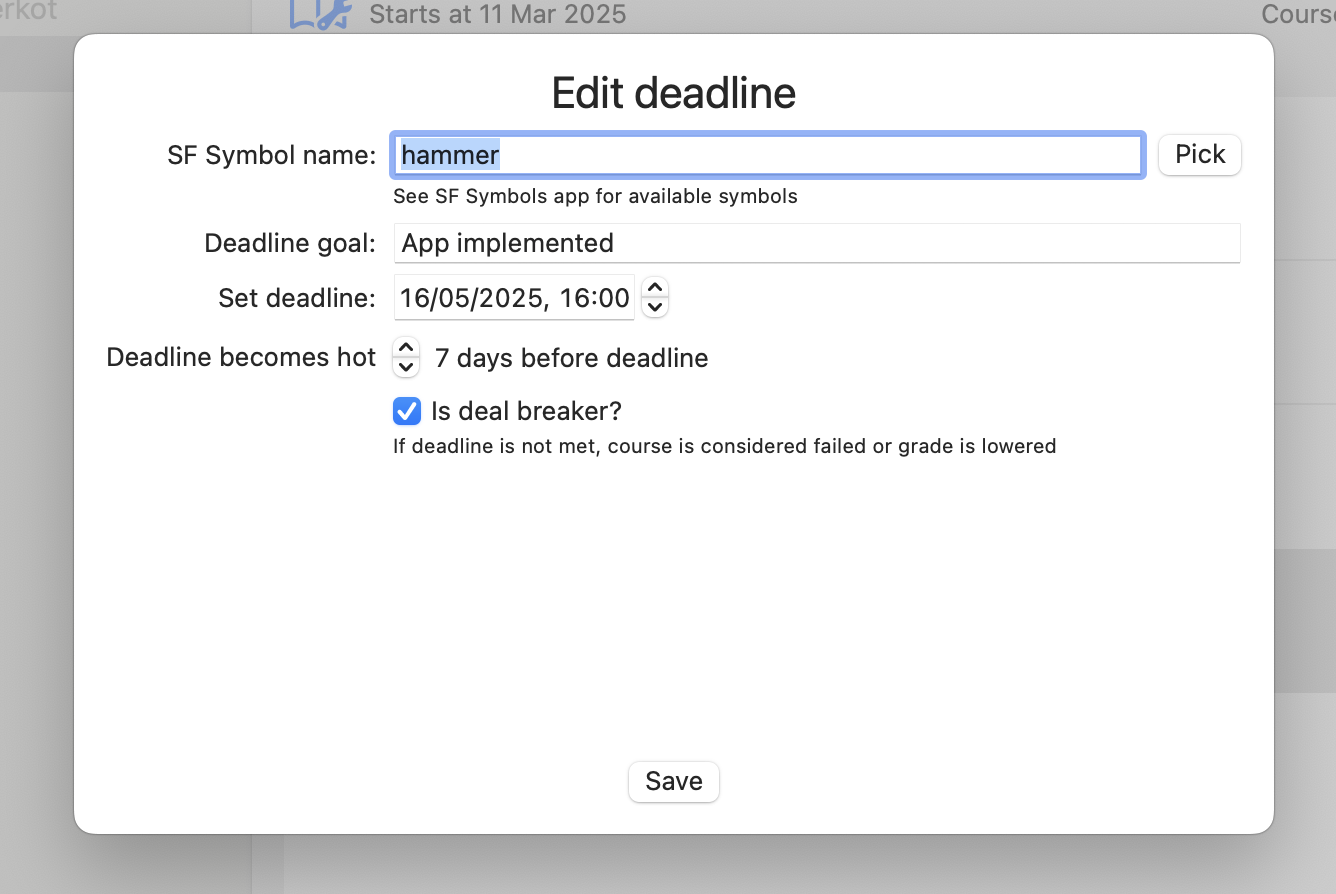 erkot
Starts at 11 Mar 2025
Course
Edit deadline
SF Symbol name: hammer Pick
See SF Symbols app for available symbols
Deadline goal: App implemented
Set deadline: 16/05/2025, 16:00
Deadline becomes hot 7 days before deadline
Is deal breaker?
If deadline is not met, course is considered failed or grade is lowered
Save